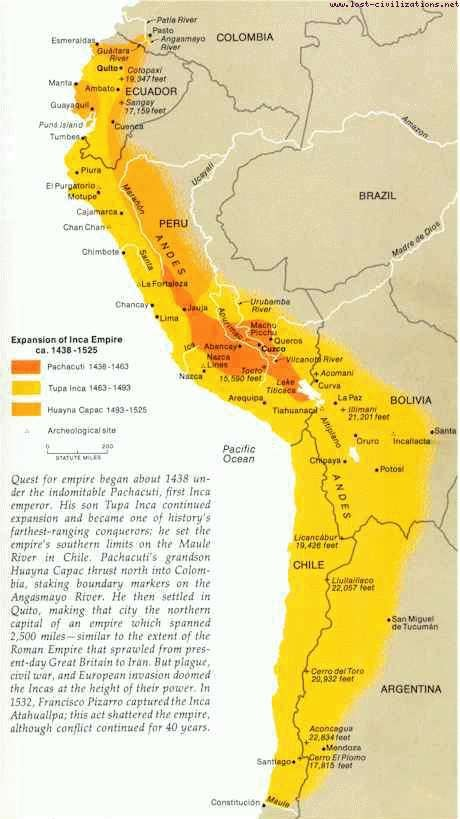 www.lost-civilizations.net
Patía River
Pasto
Angasmayo
River
COLOMBIA
Esmeraldas
Guáitara
River
Quito
Cotopaxi
19,347 feet
Manta
Ambato
ECUADOR
Sangay
17,159 feet
Guayaquil
Puná Island
Cuenca
Tumbes
Amazon
Piura
Ucayali
El Purgatorio
Motupe
Marañón
BRAZIL
Cajamarca
PERU
Chan Chan
ANDES
Madre de Dios
Chimbote
Santa
La Fortaleza
Urubamba
River
Chancay
Jauja
Apurímac
Lima
Macho
Picchu
Queros
Expansion of Inca Empire
ca. 1438 -1525
Ica
Abancay
Cuzco
Vilcanota River
Pachacuti 1438-1463
Nazca
Lines
Tocto
15,590 feet
Acomani
Curva
Nazca
Lake
Titicaca
Tupa Inca 1463-1493
Arequipa
La Paz
BOLIVIA
Illimani
21,201 feet
Tiahuanaco
Huayna Capac 1493-1525
Altiplano
Santa
Archeological site
Oruro
Incallacta
0 200
STATUTE MILES
Pacific
Ocean
Chipaya
Potosí
ANDES
Quest for empire began about 1438 un-
der the indomitable Pachacuti, first Inca
emperor. His son Tupa Inca continued
expansion and became one of history's
farthest-ranging conquerors; he set the
empire's southern limits on the Maule
River in Chile. Pachacuti's grandson
Huayna Capac thrust north into Colom-
bia, staking boundary markers on the
Angasmayo River. He then settled in
Quito, making that city the northern
capital of an empire which spanned
2,500 miles—similar to the extent of the
Roman Empire that sprawled from pres-
ent-day Great Britain to Iran. But plague,
civil war, and European invasion doomed
the Incas at the height of their power. In
1532, Francisco Pizarro captured the Inca
Atahuallpa; this act shattered the empire,
although conflict continued for 40 years.
Licancábur
19,426 feet
CHILE
Llullaillaco
22,057 feet
San Miguel
de Tucumán
Cerro del Toro
20,932 feet
ARGENTINA
Aconcagua
22,834 feet
Mendoza
Santiago
Cerro El Plomo
17,815 feet
Constitución
Maule